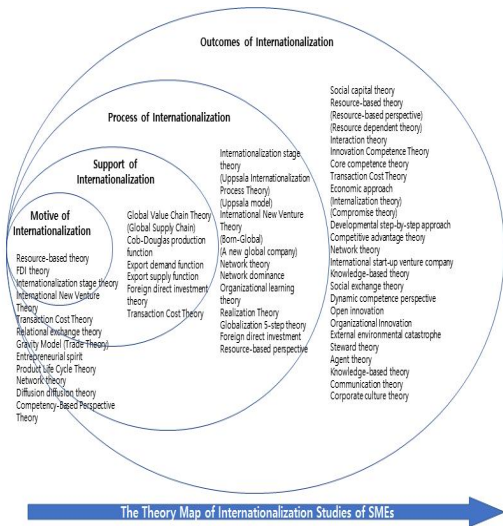 Outcomes of Internationalization
Process of Internationalization
Support of
Internationalization
Motive of
Internationalization
Resource-based theory
FDI theory
Internationalization stage theory
International New Venture
Theory
Transaction Cost Theory
Relational exchange theory
Gravity Model (Trade Theory)
Entrepreneurial spirit
Product Life Cycle Theory
Network theory
Diffusion diffusion theory
Competency-Based Perspective
Theory
Global Value Chain Theory
(Global Supply Chain)
Cob-Douglas production
function
Export demand function
Export supply function
Foreign direct investment
theory
Transaction Cost Theory
Internationalization stage
theory
(Uppsala Internationalization
Process Theory)
(Uppsala model)
International New Venture
Theory
(Born-Global)
(A new global company)
Network theory
Network dominance
Organizational learning
theory
Realization Theory
Globalization 5-step theory
Foreign direct investment
Resource-based perspective
Social capital theory
Resource-based theory
(Resource-based perspective)
(Resource dependent theory)
Interaction theory
Innovation Competence Theory
Core competence theory
Transaction Cost Theory
Economic approach
(Internalization theory)
(Compromise theory)
Developmental step-by-step approach
Competitive advantage theory
Network theory
International start-up venture company
Knowledge-based theory
Social exchange theory
Dynamic competence perspective
Open innovation
Organizational Innovation
External environmental catastrophe
Steward theory
Agent theory
Knowledge-based theory
Communication theory
Corporate culture theory
The Theory Map of Internationalization Studies of SMEs